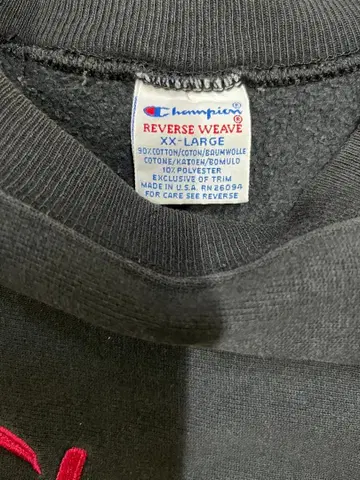 Champion®
REVERSE WEAVE®
XX-LARGE
90% COTTON/COTON/BAUMWOLLE
COTONE/KATOEN/BOMULD
10% POLYESTER
EXCLUSIVE OF TRIM
MADE IN U.S.A. RN 26094
FOR CARE SEE REVERSE